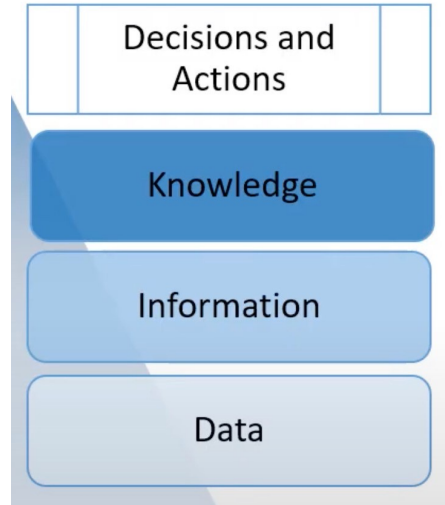 Decisions and
Actions
Knowledge
Information
Data